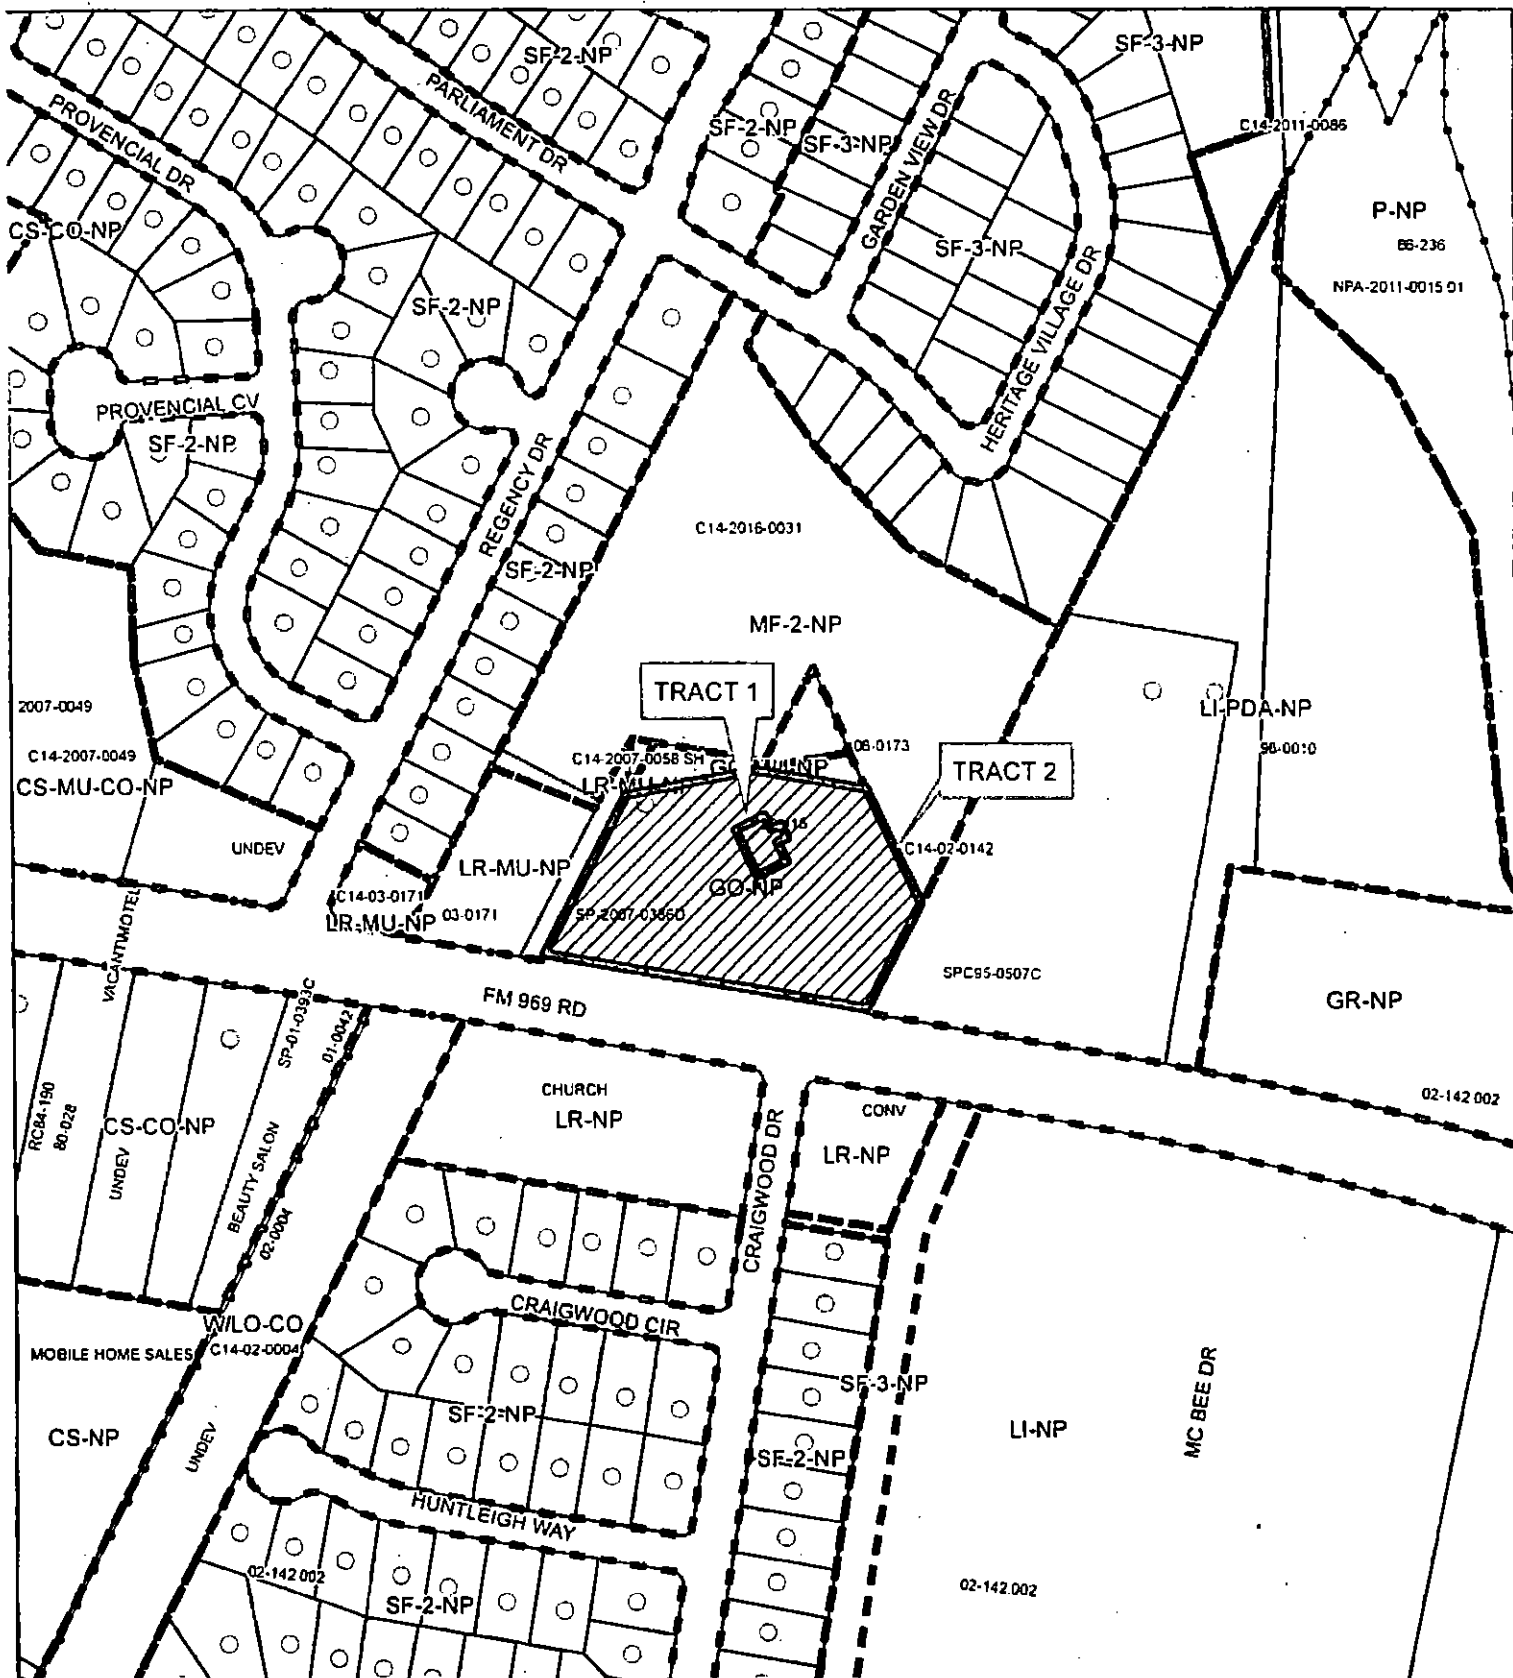 SF-2-NP
SF-3-NP
PARLIAMENT DR
PROVENCIAL DR
SF-2-NP
SF-3-NP
GARDEN VIEW DR
C14-2011-0086
P-NP
86-236
NPA-2011-0015 01
CS-CO-NP
SF-3-NP
HERITAGE VILLAGE DR
SF-2-NP
PROVENCIAL CV
SF-2-NP
REGENCY DR
C14-2016-0031
SF-2-NP
MF-2-NP
TRACT 1
2007-0049
LI-PDA-NP
C14-2007-0049
C14-2007-0058 SH
06-0173
98-0010
CS-MU-CO-NP
LR-MU-NP
TRACT 2
UNDEV
LR-MU-NP
C14-02-0142
GO-NP
C14-03-0171
LR-MU-NP
03-0171
SP-2007-0386D
VACANT MOTEL
SPC95-0507C
GR-NP
FM 969 RD
SP-01-0393C
01-0042
CHURCH
LR-NP
CONV
LR-NP
02-142 002
RC84-190
80-028
CS-CO-NP
UNDEV
BEAUTY SALON
02-0004
CRAIGWOOD DR
CRAIGWOOD CIR
W/LO-CO
C14-02-0004
MOBILE HOME SALES
CS-NP
UNDEV
SF-2-NP
SF-3-NP
SF-2-NP
LI-NP
MC BEE DR
HUNTLEIGH WAY
02-142 002
SF-2-NP
02-142.002